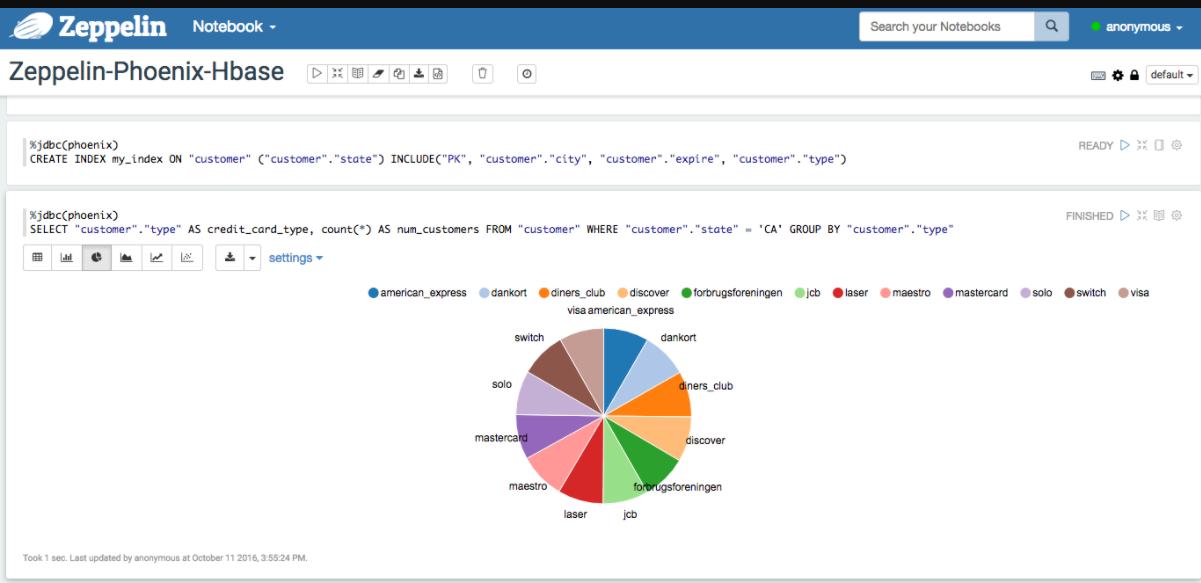 Zeppelin Notebook Search your Notebooks anonymous
Zeppelin-Phoenix-Hbase default
%jdbc(phoenix) READY
CREATE INDEX my_index ON "customer" ("customer"."state") INCLUDE("PK", "customer"."city", "customer"."expire", "customer"."type")
%jdbc(phoenix) FINISHED
SELECT "customer"."type" AS credit_card_type, count(*) AS num_customers FROM "customer" WHERE "customer"."state" = 'CA' GROUP BY "customer"."type"
settings
american_express dankort diners_club discover forbrugsforeningen jcb laser maestro mastercard solo switch visa
visa american_express
switch dankort
solo diners_club
mastercard discover
maestro forbrugsforeningen
laser jcb
Took 1 sec. Last updated by anonymous at October 11 2016, 3:55:24 PM.